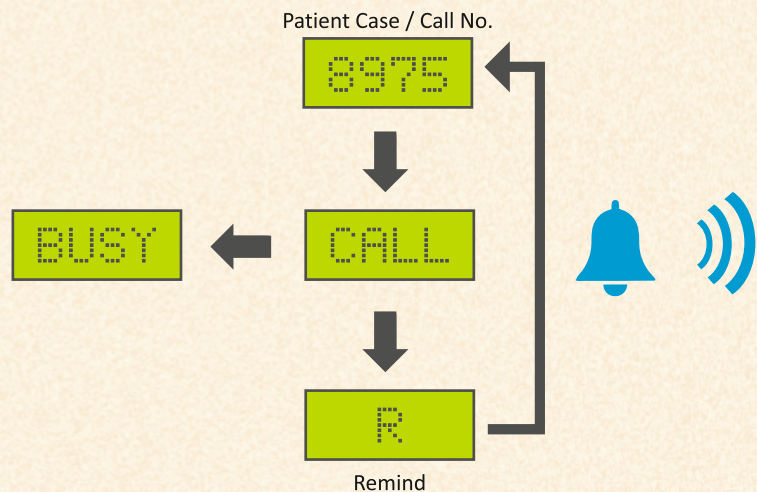 Patient Case / Call No.
8975
BUSY
CALL
R
Remind